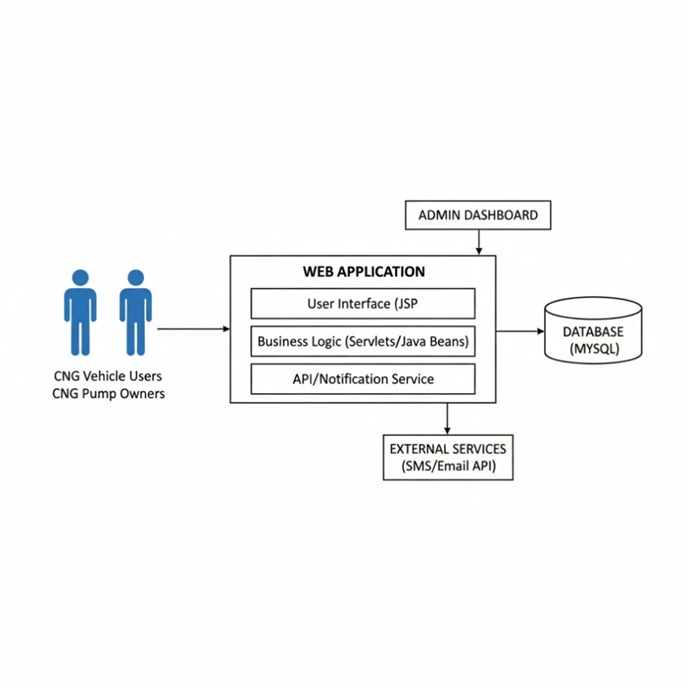 ADMIN DASHBOARD
WEB APPLICATION
User Interface (JSP
Business Logic (Servlets/Java Beans)
API/Notification Service
CNG Vehicle Users
CNG Pump Owners
DATABASE
(MYSQL)
EXTERNAL SERVICES
(SMS/Email API)